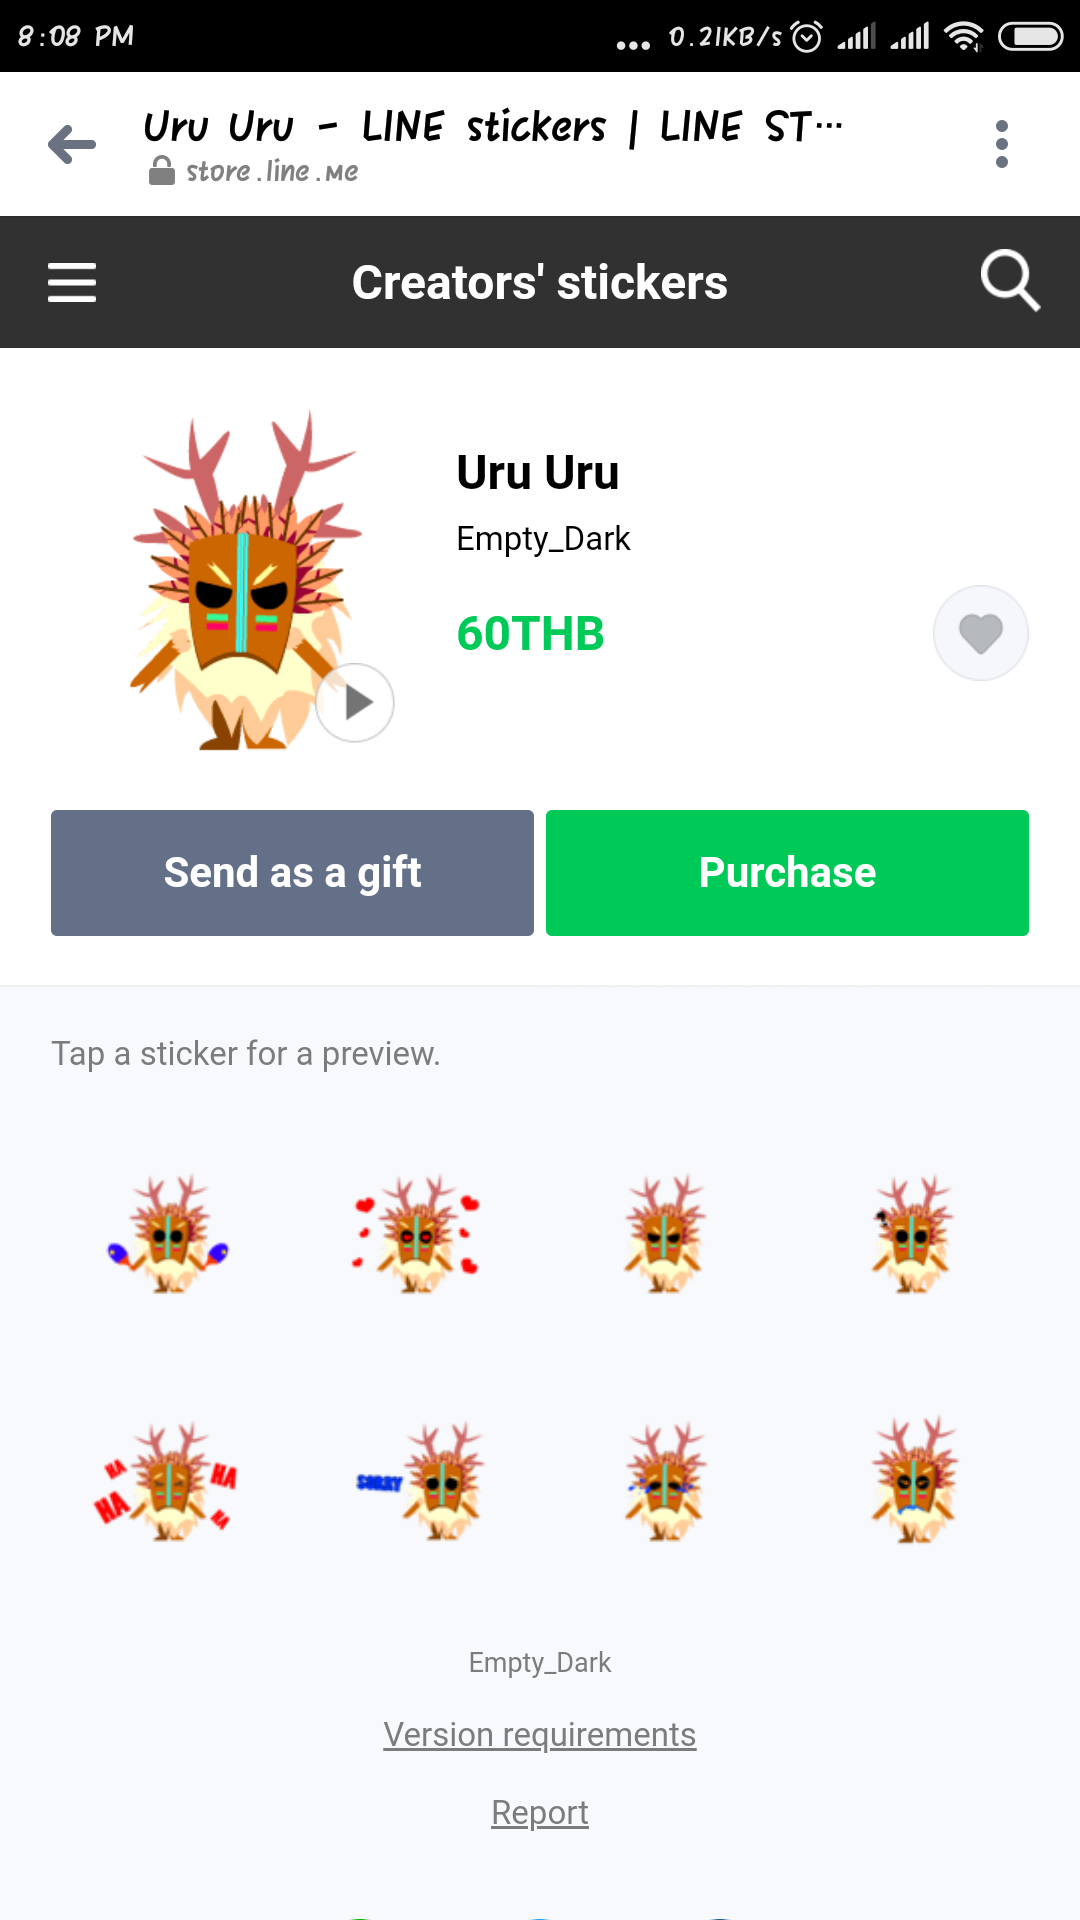 8:08 PM
... 0.21KB/s
Uru Uru - LINE stickers | LINE ST...
store.line.me
Creators' stickers
Uru Uru
Empty_Dark
60THB
Send as a gift
Purchase
Tap a sticker for a preview.
HA HA HA HA
SORRY
Empty_Dark
Version requirements
Report